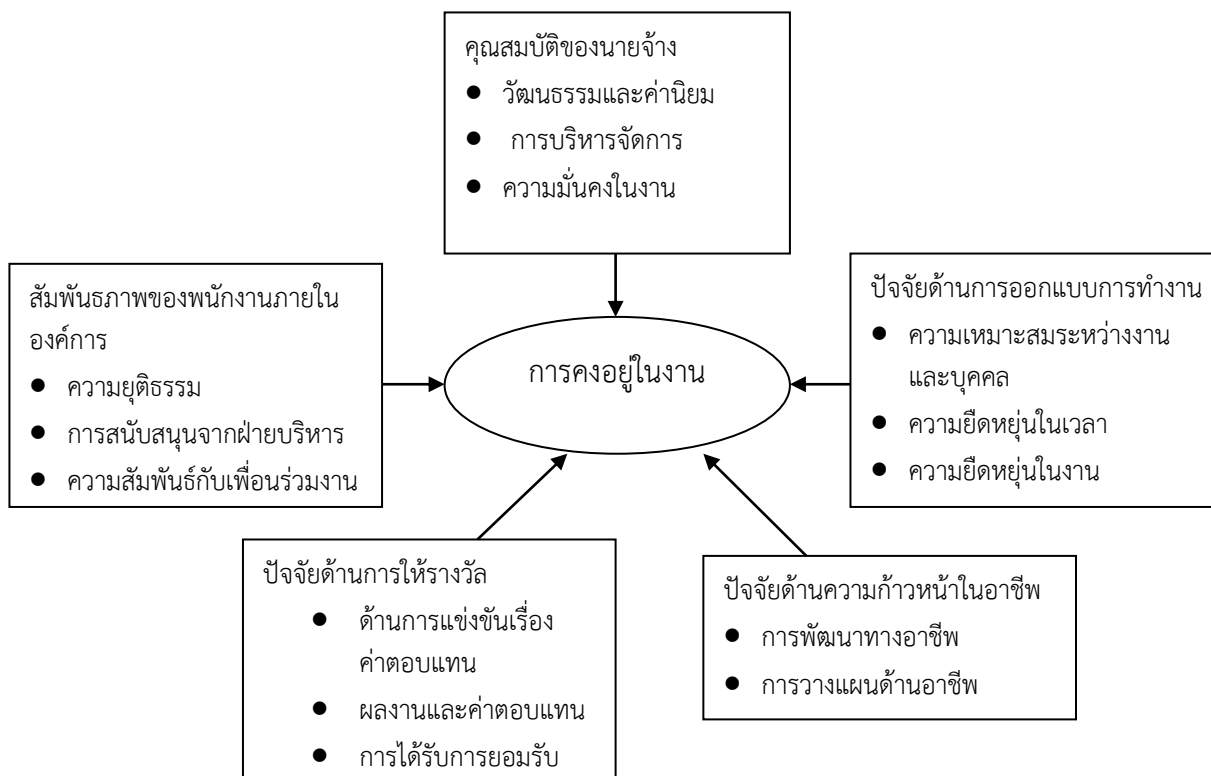 คุณสมบัติของนายจ้าง
● วัฒนธรรมและค่านิยม
● การบริหารจัดการ
● ความมั่นคงในงาน
สัมพันธภาพของพนักงานภายใน
องค์การ
● ความยุติธรรม
● การสนับสนุนจากฝ่ายบริหาร
● ความสัมพันธ์กับเพื่อนร่วมงาน
การคงอยู่ในงาน
ปัจจัยด้านการออกแบบการทำงาน
● ความเหมาะสมระหว่างงาน
และบุคคล
● ความยืดหยุ่นในเวลา
● ความยืดหยุ่นในงาน
ปัจจัยด้านการให้รางวัล
● ด้านการแข่งขันเรื่อง
ค่าตอบแทน
● ผลงานและค่าตอบแทน
● การได้รับการยอมรับ
ปัจจัยด้านความก้าวหน้าในอาชีพ
● การพัฒนาทางอาชีพ
● การวางแผนด้านอาชีพ